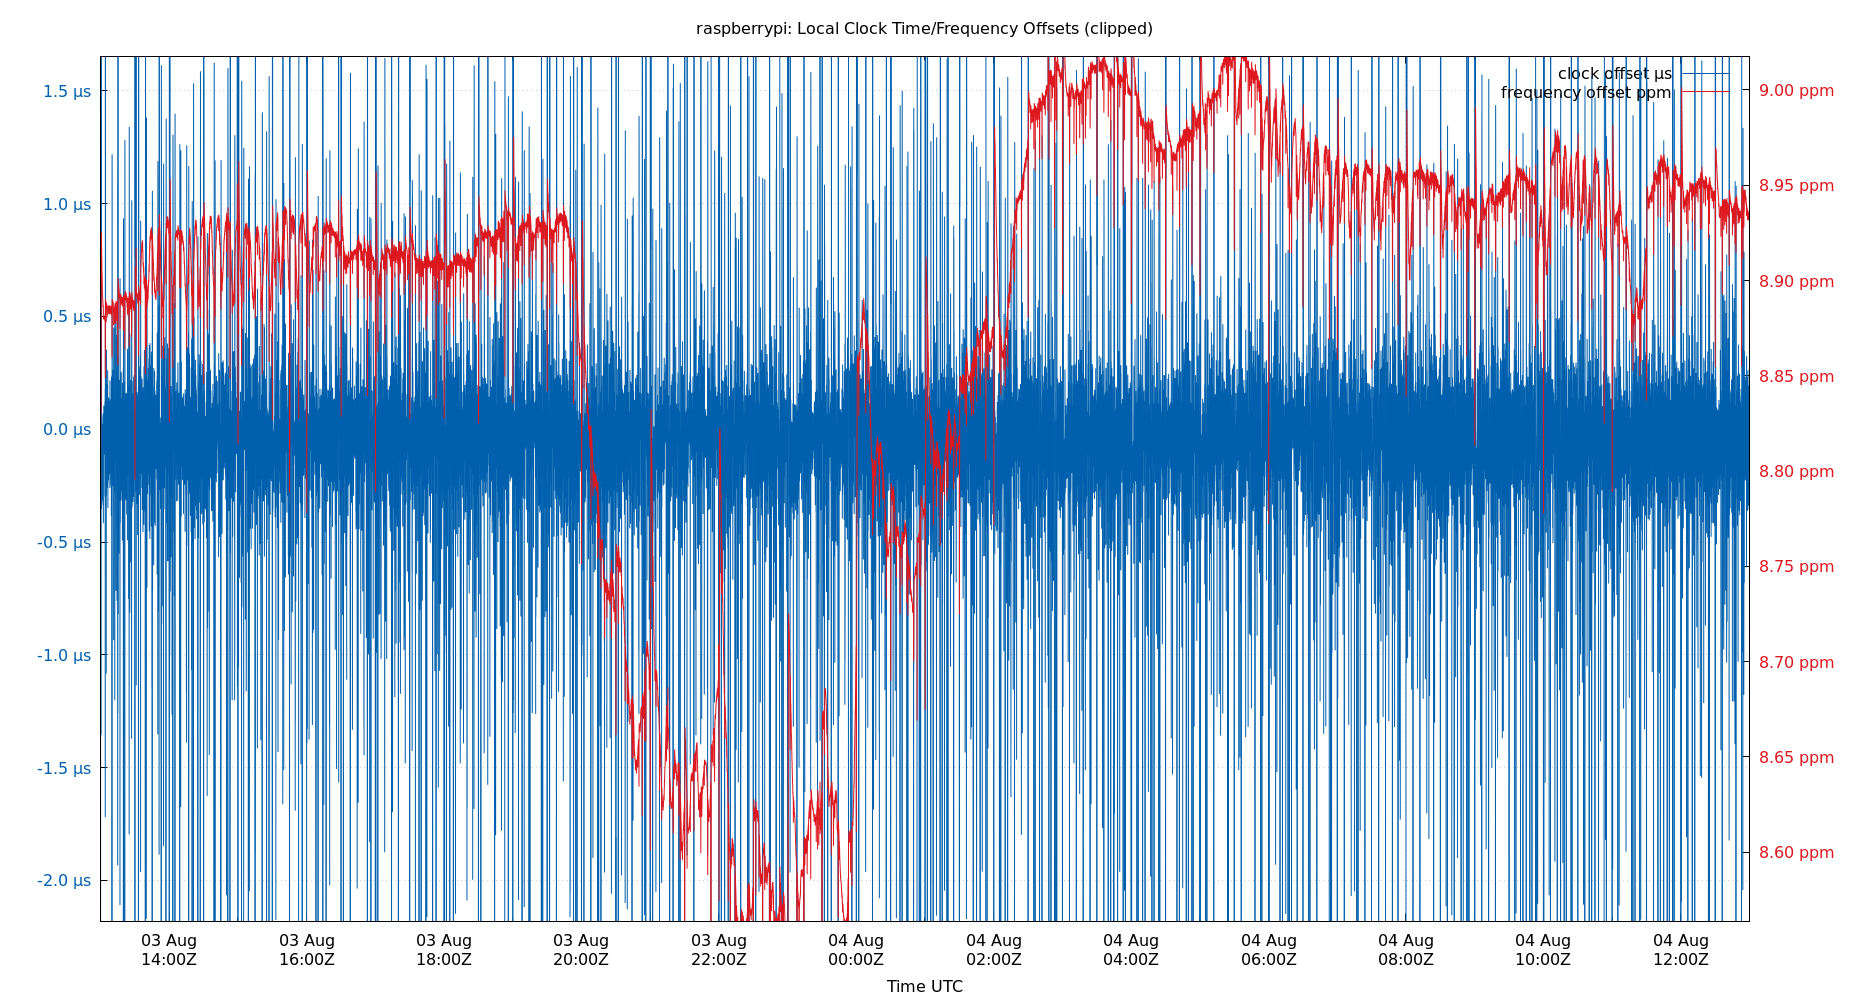 raspberrypi: Local Clock Time/Frequency Offsets (clipped)
clock offset µs
frequency offset ppm
1.5 µs
1.0 µs
0.5 µs
0.0 µs
-0.5 µs
-1.0 µs
-1.5 µs
-2.0 µs
9.00 ppm
8.95 ppm
8.90 ppm
8.85 ppm
8.80 ppm
8.75 ppm
8.70 ppm
8.65 ppm
8.60 ppm
03 Aug 03 Aug 03 Aug 03 Aug 03 Aug 04 Aug 04 Aug 04 Aug 04 Aug 04 Aug 04 Aug 04 Aug
14:00Z 16:00Z 18:00Z 20:00Z 22:00Z 00:00Z 02:00Z 04:00Z 06:00Z 08:00Z 10:00Z 12:00Z
Time UTC